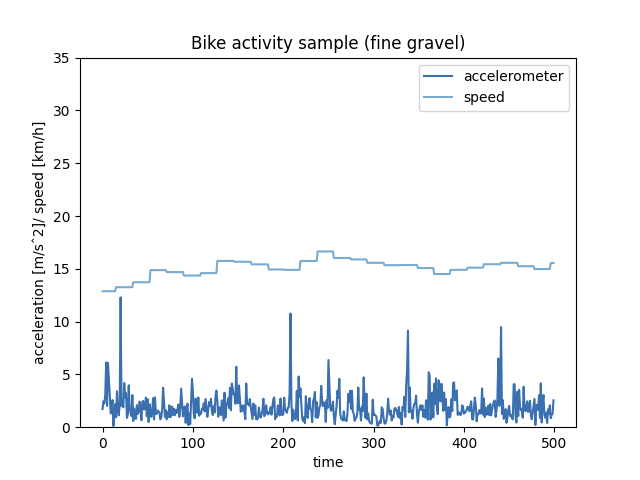 Bike activity sample (fine gravel)
accelerometer
speed
35
30
25
20
15
10
5
0
acceleration [m/s^2]/ speed [km/h]
0
100
200
300
400
500
time